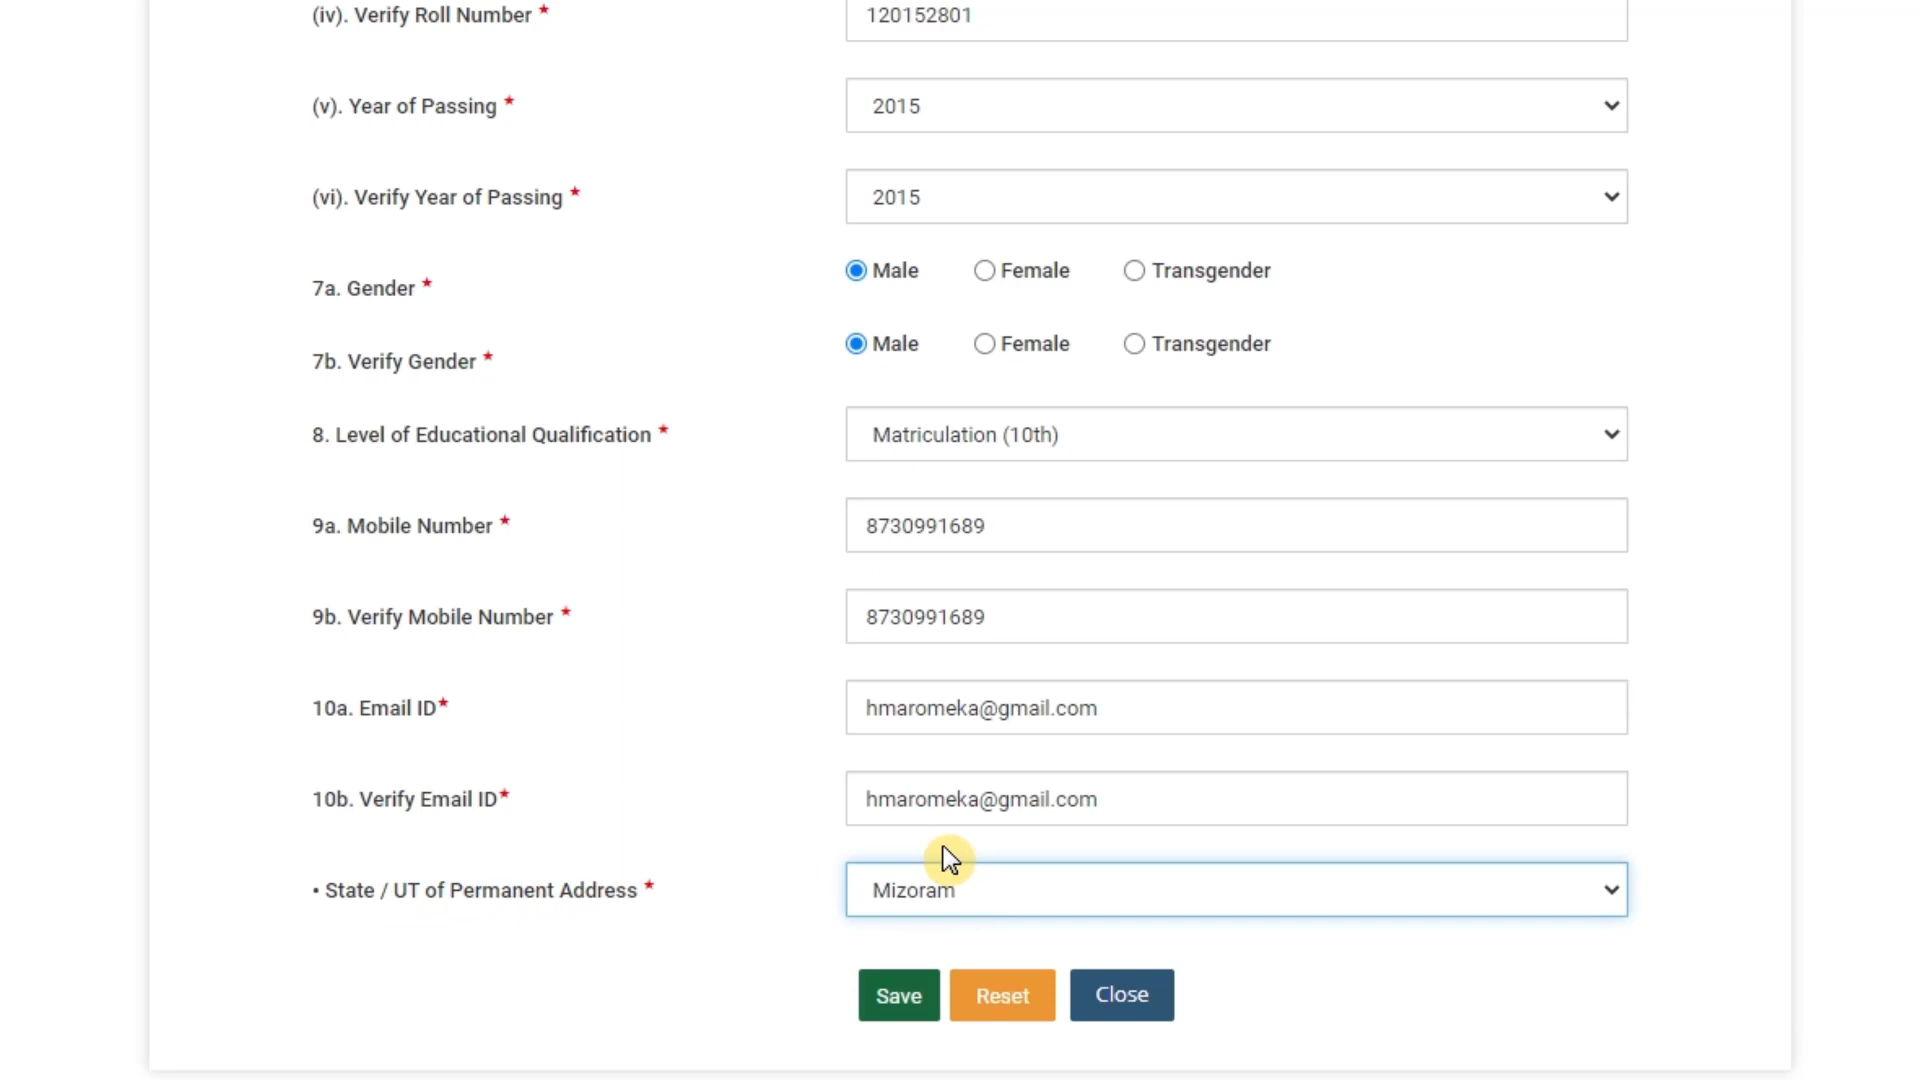 (iv). Verify Roll Number * 120152801
(v). Year of Passing * 2015
(vi). Verify Year of Passing * 2015
7a. Gender * Male Female Transgender
7b. Verify Gender * Male Female Transgender
8. Level of Educational Qualification * Matriculation (10th)
9a. Mobile Number * 8730991689
9b. Verify Mobile Number * 8730991689
10a. Email ID* hmaromeka@gmail.com
10b. Verify Email ID* hmaromeka@gmail.com
• State / UT of Permanent Address * Mizoram
Save Reset Close